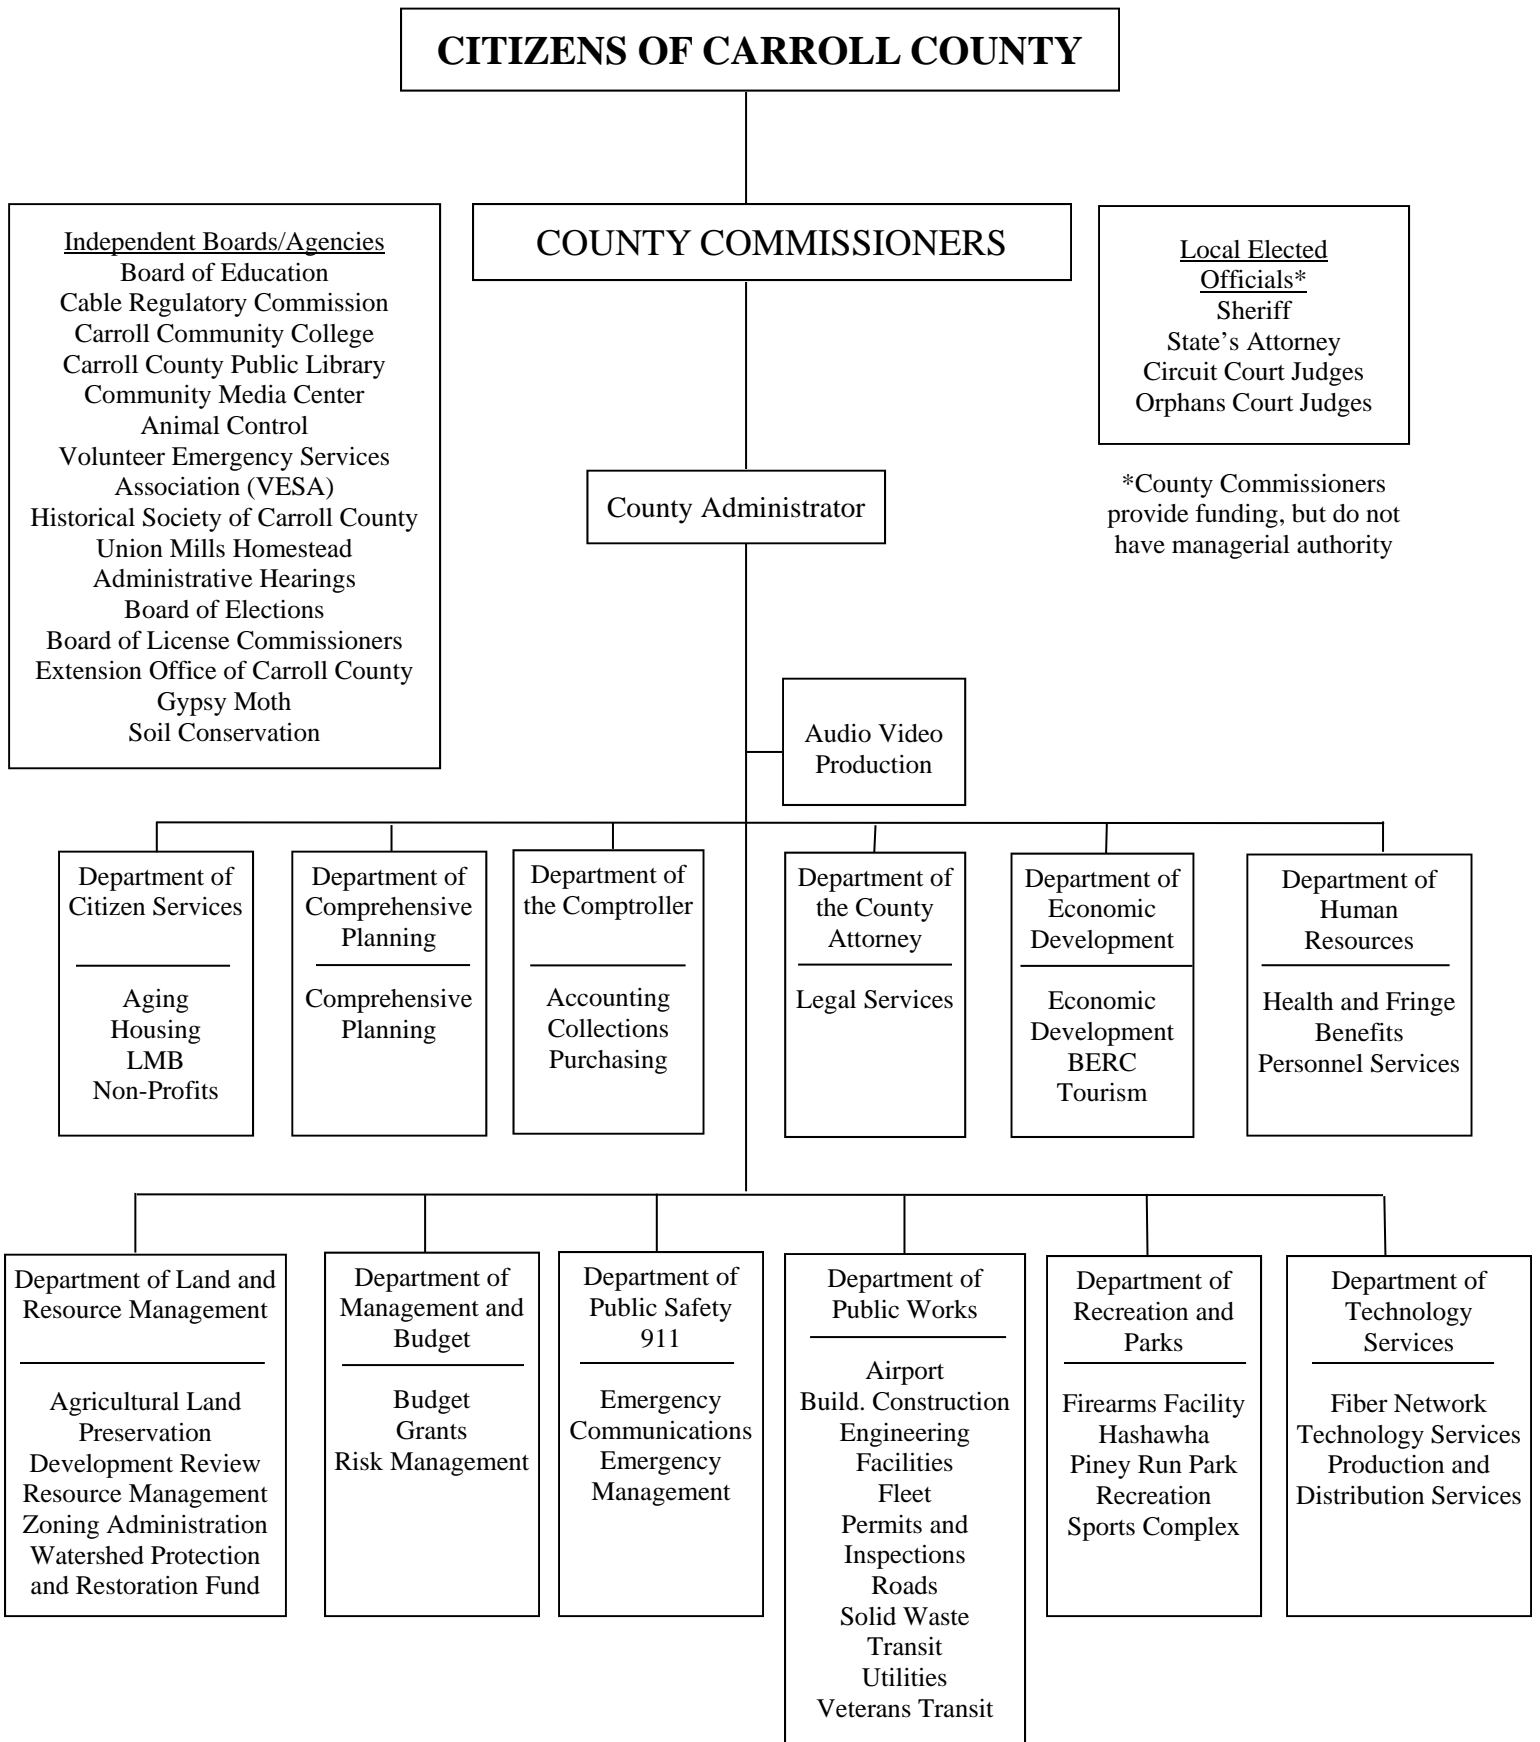 CITIZENS OF CARROLL COUNTY
Independent Boards/Agencies
Board of Education
Cable Regulatory Commission
Carroll Community College
Carroll County Public Library
Community Media Center
Animal Control
Volunteer Emergency Services
Association (VESA)
Historical Society of Carroll County
Union Mills Homestead
Administrative Hearings
Board of Elections
Board of License Commissioners
Extension Office of Carroll County
Gypsy Moth
Soil Conservation
COUNTY COMMISSIONERS
Local Elected
Officials*
Sheriff
State’s Attorney
Circuit Court Judges
Orphans Court Judges
*County Commissioners
provide funding, but do not
have managerial authority
County Administrator
Audio Video
Production
Department of
Citizen Services
Aging
Housing
LMB
Non-Profits
Department of
Comprehensive
Planning
Comprehensive
Planning
Department of
the Comptroller
Accounting
Collections
Purchasing
Department of
the County
Attorney
Legal Services
Department of
Economic
Development
Economic
Development
BERC
Tourism
Department of
Human
Resources
Health and Fringe
Benefits
Personnel Services
Department of Land and
Resource Management
Agricultural Land
Preservation
Development Review
Resource Management
Zoning Administration
Watershed Protection
and Restoration Fund
Department of
Management and
Budget
Budget
Grants
Risk Management
Department of
Public Safety
911
Emergency
Communications
Emergency
Management
Department of
Public Works
Airport
Build. Construction
Engineering
Facilities
Fleet
Permits and
Inspections
Roads
Solid Waste
Transit
Utilities
Veterans Transit
Department of
Recreation and
Parks
Firearms Facility
Hashawha
Piney Run Park
Recreation
Sports Complex
Department of
Technology
Services
Fiber Network
Technology Services
Production and
Distribution Services